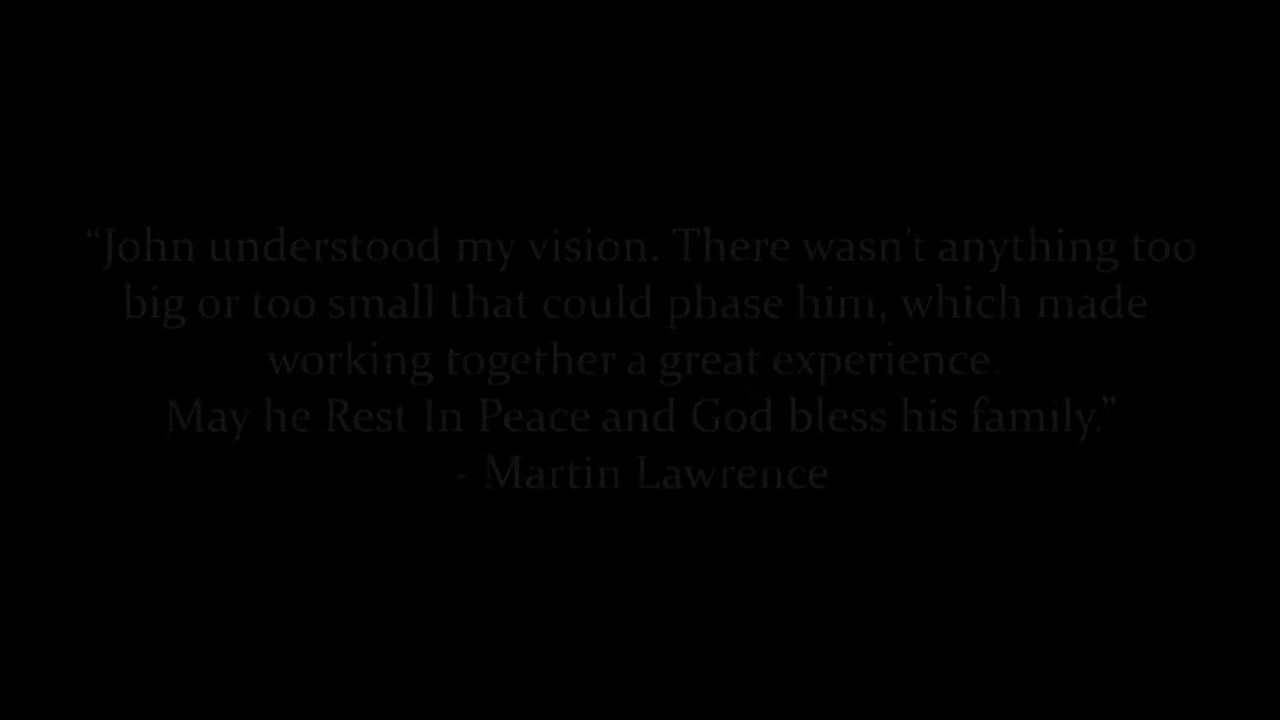 “John understood my vision. There wasn’t anything too
big or too small that could phase him, which made
working together a great experience.
May he Rest In Peace and God bless his family.”
- Martin Lawrence